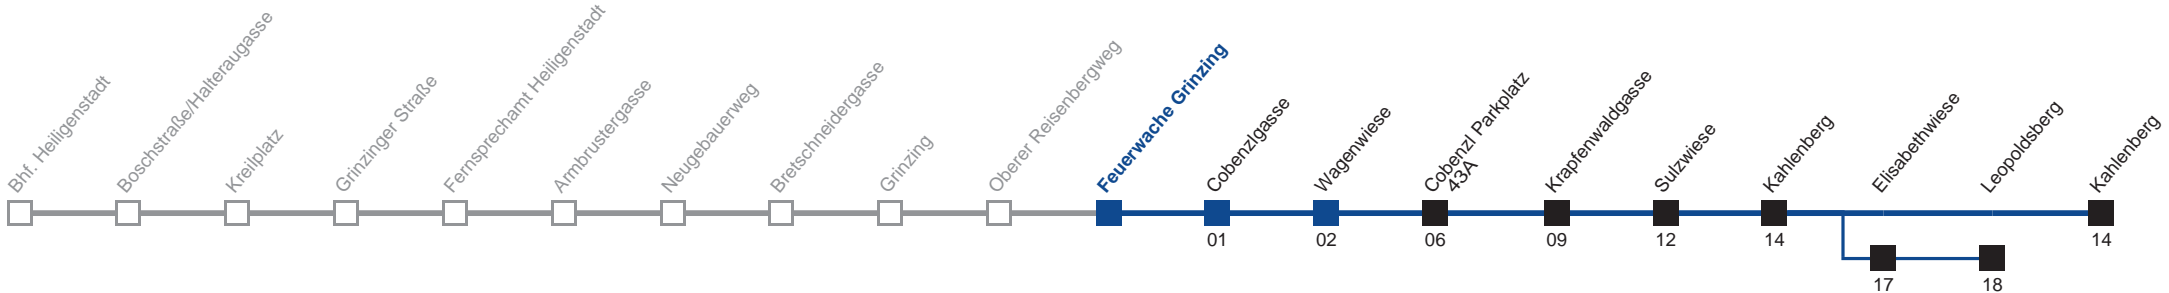 Bhf. Heiligenstadt
Boschstraße/Halteraugasse
Kreilplatz
Grinzinger Straße
Fernsprechamt Heiligenstadt
Armbrustergasse
Neugebauerweg
Bretschneidergasse
Grinzing
Oberer Reisenbergweg
Feuerwache Grinzing
Cobenzlgasse
Wagenwiese
Cobenzl Parkplatz
43A
Krapfenwaldgasse
Sulzwiese
Kahlenberg
Elisabethwiese
Leopoldsberg
Kahlenberg
01
02
06
09
12
14
14
17
18